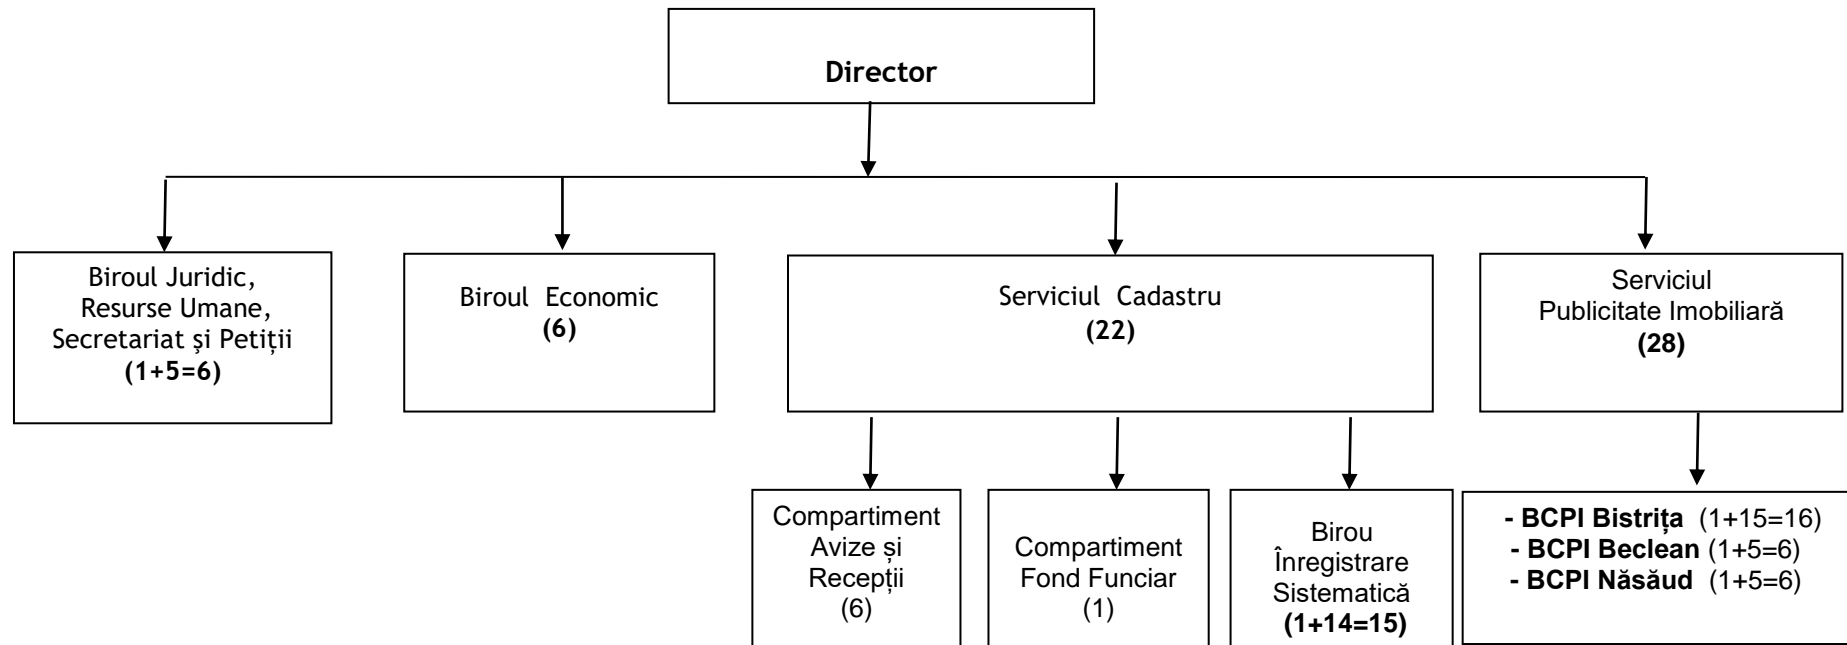 Director
Biroul Juridic,
Resurse Umane,
Secretariat şi Petiții
(1+5=6)
Biroul Economic
(6)
Serviciul Cadastru
(22)
Serviciul
Publicitate Imobiliară
(28)
Compartiment
Avize și
Recepții
(6)
Compartiment
Fond Funciar
(1)
Birou
Înregistrare
Sistematică
(1+14=15)
- BCPI Bistrița (1+15=16)
- BCPI Beclean (1+5=6)
- BCPI Năsăud (1+5=6)